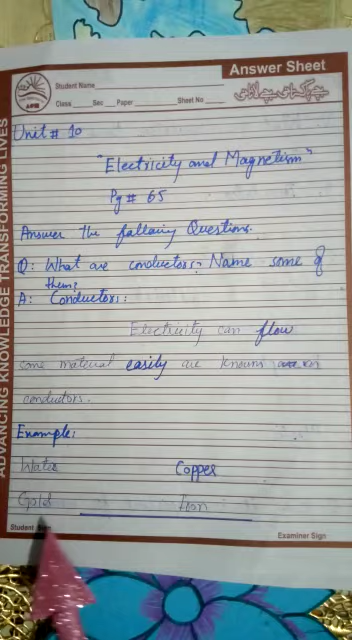 Answer Sheet
Student Name
Class Sec Paper Sheet No
Unit # 10
"Electricity and Magnetism"
Pg # 65
Answer the following Questions.
Q: What are conductors? Name some of
them?
A: Conductors:
Electricity can flow
some material easily are knowns as
conductors.
Example:
Water Copper
Gold Iron
Student Sign Examiner Sign
ADVANCING KNOWLEDGE TRANSFORMING LIVES